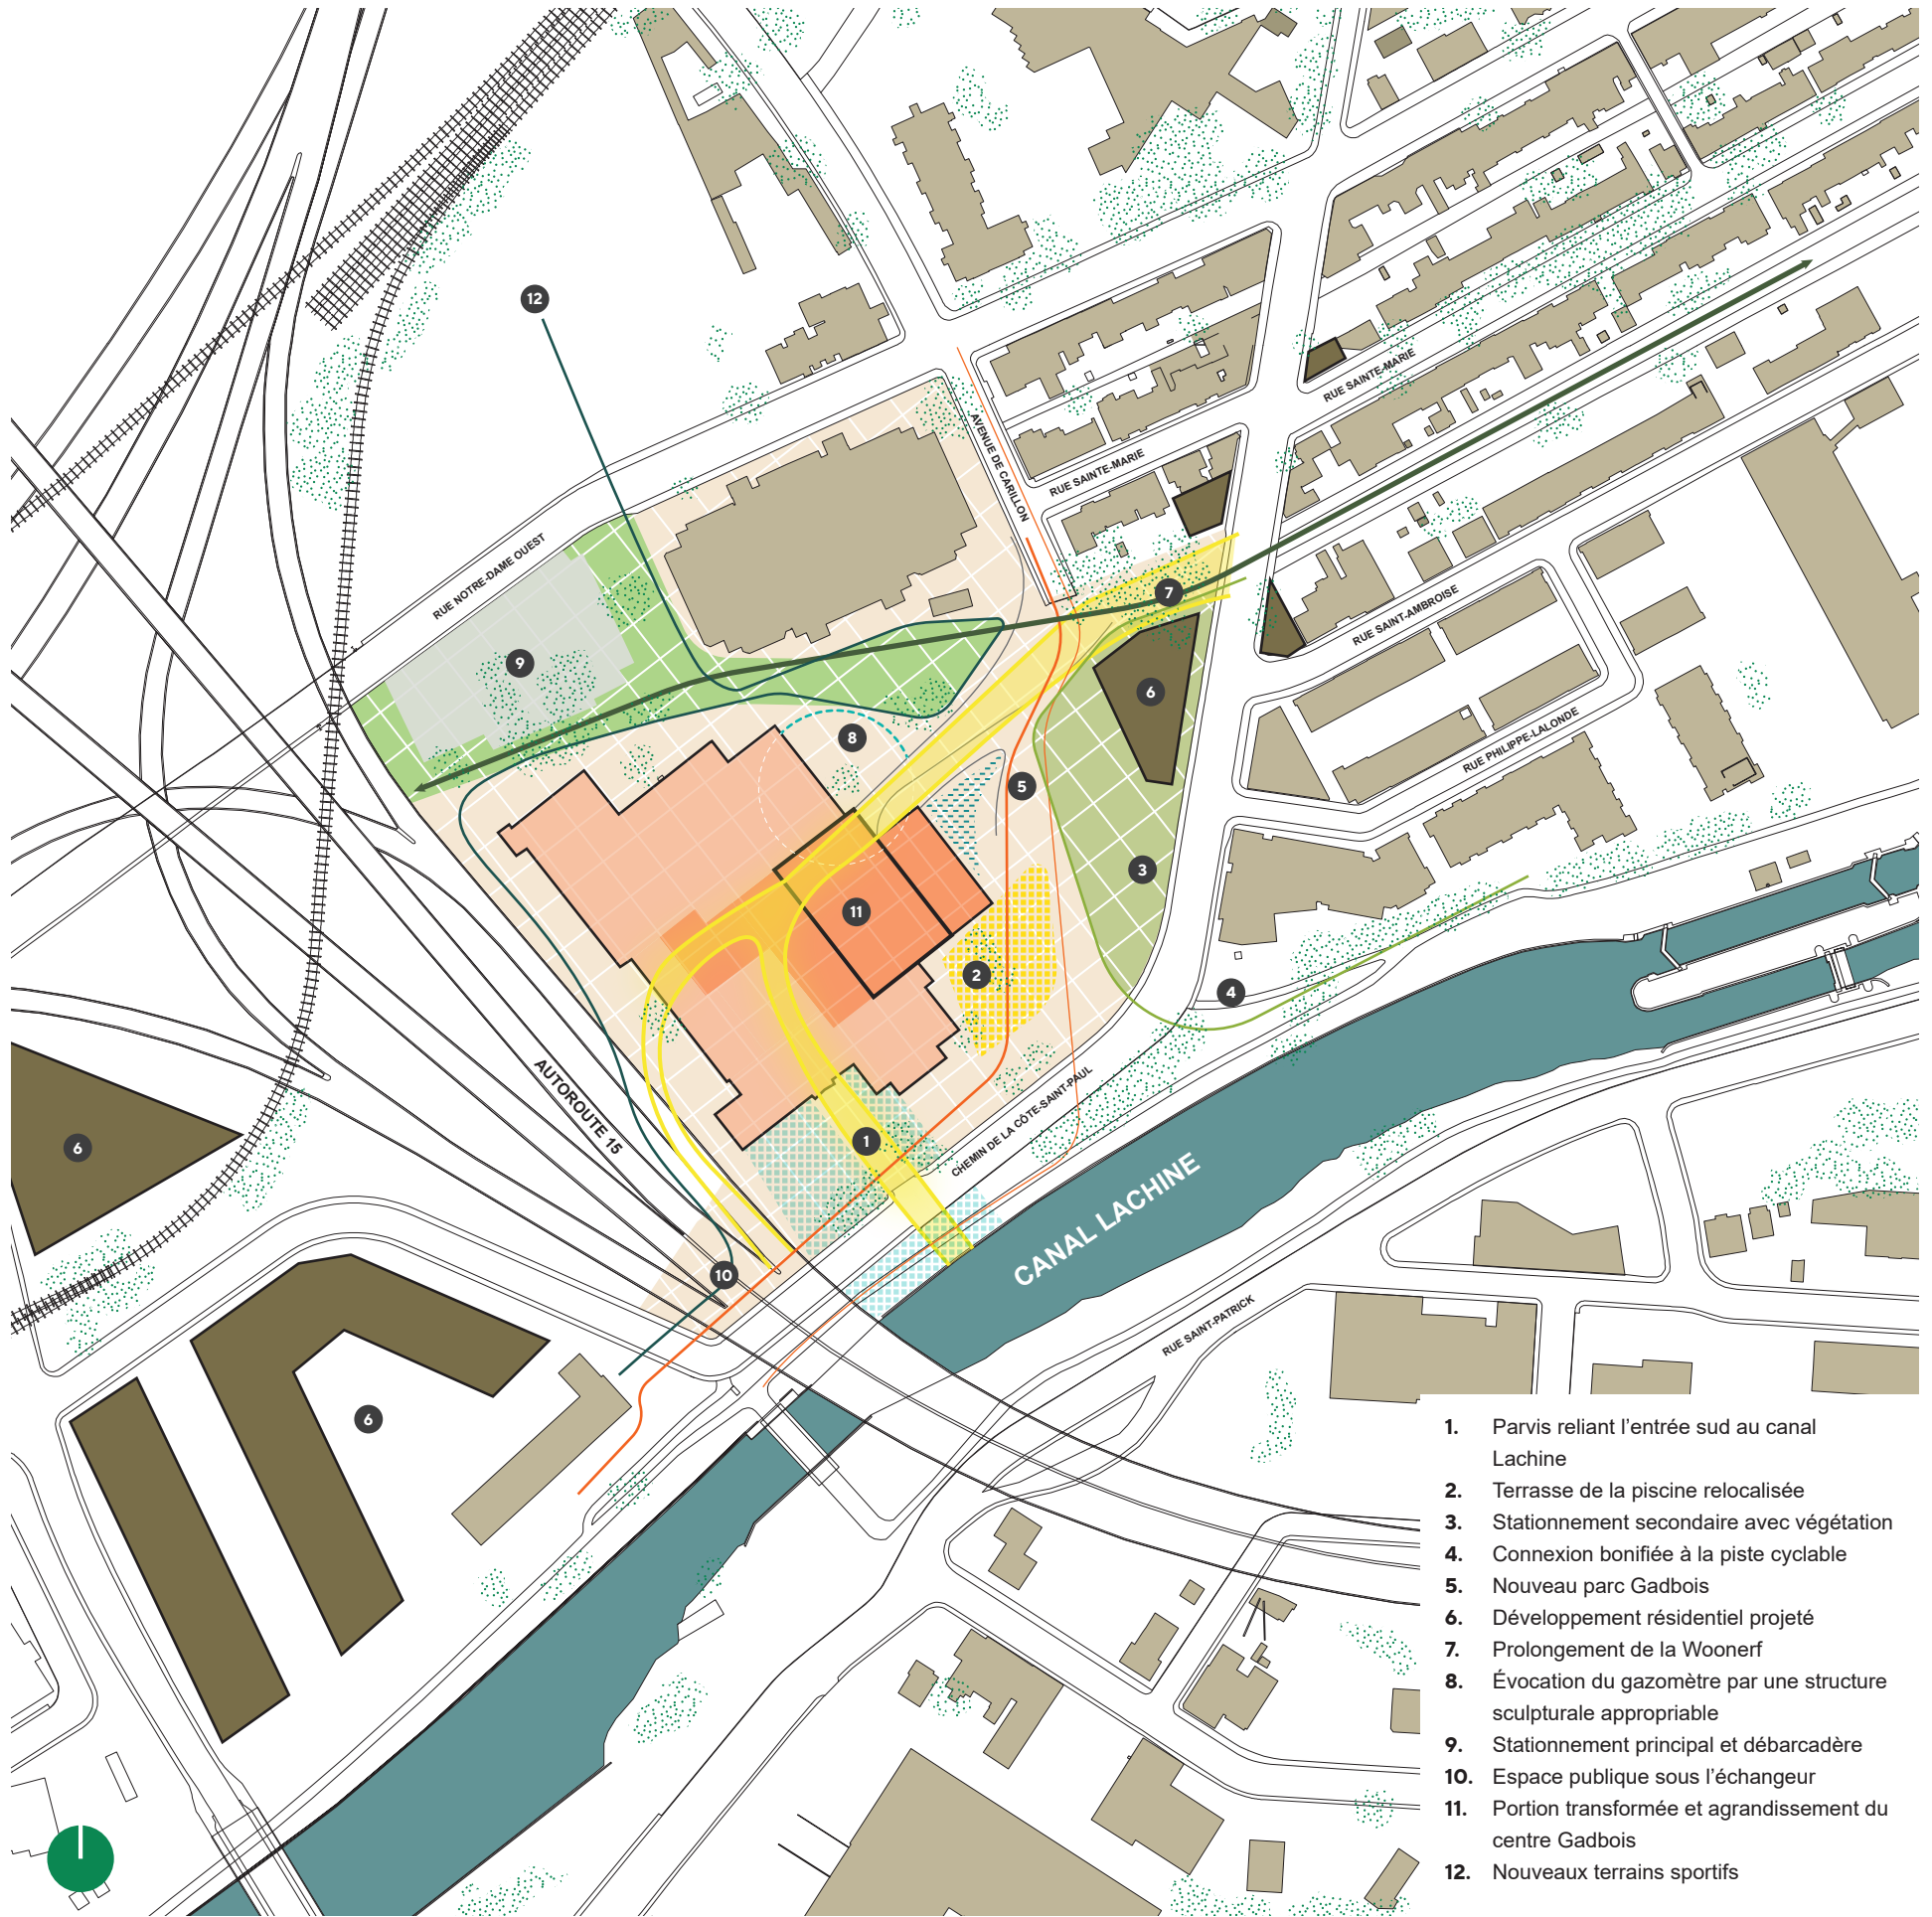 12
RUE SAINTE-MARIE
AVENUE DE CARILLON
RUE SAINTE-MARIE
RUE NOTRE-DAME OUEST
7
RUE SAINT-AMBROISE
9
6
8
RUE PHILIPPE-LALONDE
5
3
11
2
4
AUTOROUTE 15
CHEMIN DE LA CÔTE-SAINT-PAUL
1
6
CANAL LACHINE
10
RUE SAINT-PATRICK
6
1. Parvis reliant l’entrée sud au canal
Lachine
2. Terrasse de la piscine relocalisée
3. Stationnement secondaire avec végétation
4. Connexion bonifiée à la piste cyclable
5. Nouveau parc Gadbois
6. Développement résidentiel projeté
7. Prolongement de la Woonerf
8. Évocation du gazomètre par une structure
sculpturale appropriable
9. Stationnement principal et débarcadère
10. Espace publique sous l’échangeur
11. Portion transformée et agrandissement du
centre Gadbois
12. Nouveaux terrains sportifs